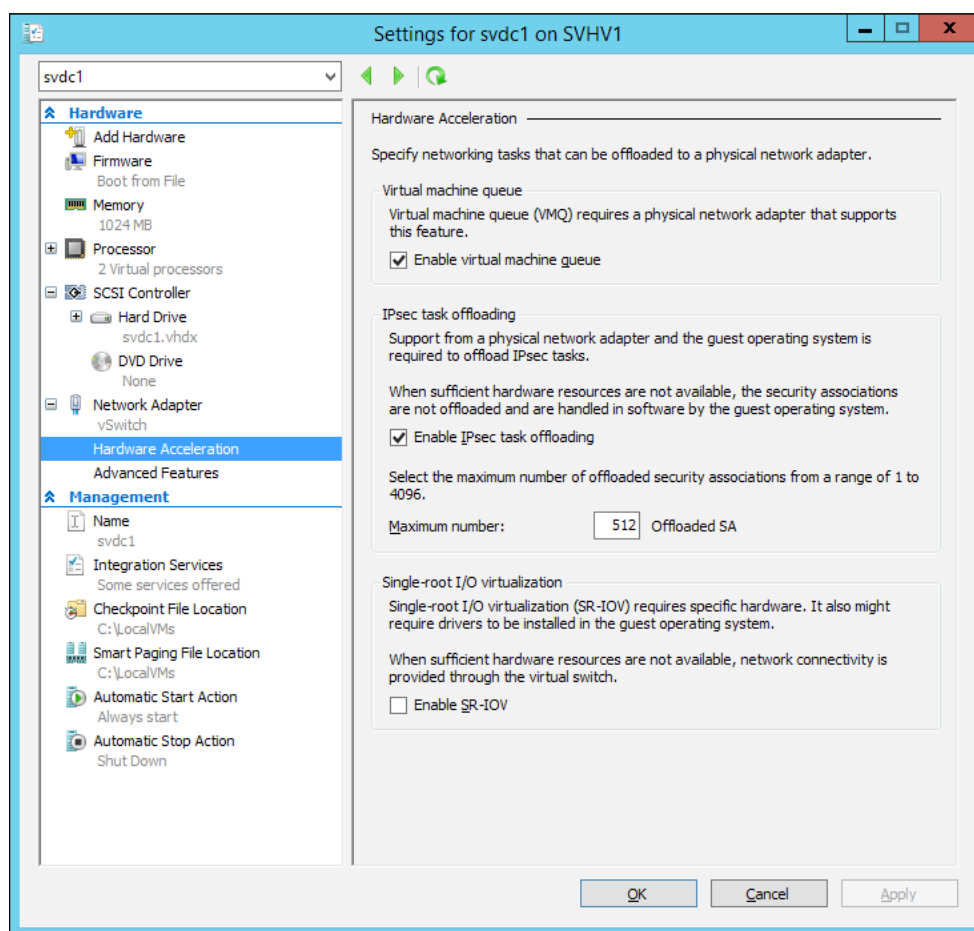 Settings for svdc1 on SVHV1
svdc1
Hardware
Add Hardware
Firmware
Boot from File
Memory
1024 MB
Processor
2 Virtual processors
SCSI Controller
Hard Drive
svdc1.vhdx
DVD Drive
None
Network Adapter
vSwitch
Hardware Acceleration
Advanced Features
Management
Name
svdc1
Integration Services
Some services offered
Checkpoint File Location
C:\LocalVMs
Smart Paging File Location
C:\LocalVMs
Automatic Start Action
Always start
Automatic Stop Action
Shut Down
Hardware Acceleration
Specify networking tasks that can be offloaded to a physical network adapter.
Virtual machine queue
Virtual machine queue (VMQ) requires a physical network adapter that supports
this feature.
Enable virtual machine queue
IPsec task offloading
Support from a physical network adapter and the guest operating system is
required to offload IPsec tasks.
When sufficient hardware resources are not available, the security associations
are not offloaded and are handled in software by the guest operating system.
Enable IPsec task offloading
Select the maximum number of offloaded security associations from a range of 1 to
4096.
Maximum number: 512 Offloaded SA
Single-root I/O virtualization
Single-root I/O virtualization (SR-IOV) requires specific hardware. It also might
require drivers to be installed in the guest operating system.
When sufficient hardware resources are not available, network connectivity is
provided through the virtual switch.
Enable SR-IOV
OK Cancel Apply